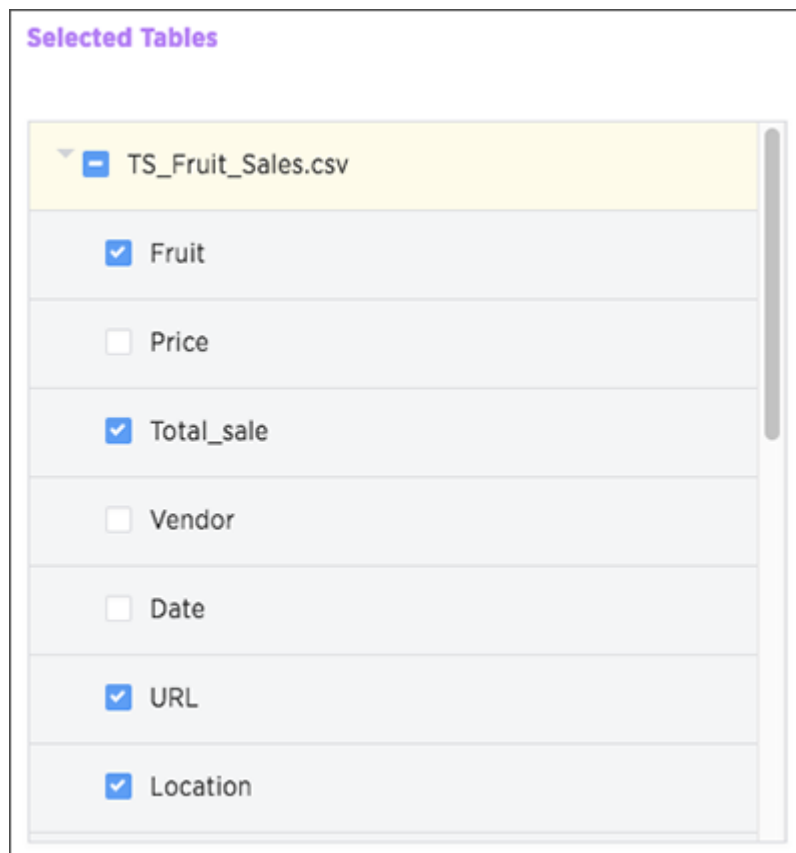 Selected Tables
TS_Fruit_Sales.csv
Fruit
Price
Total_sale
Vendor
Date
URL
Location